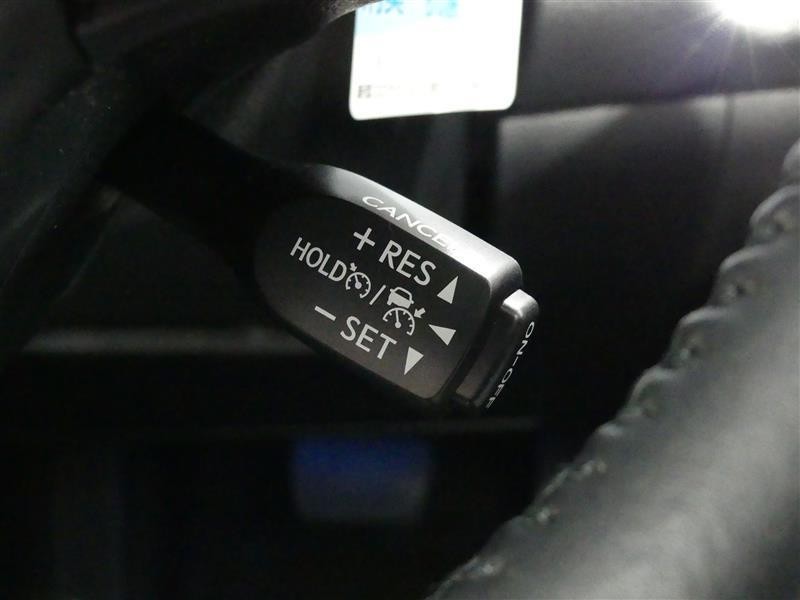 CANCEL
+ RES ▲
HOLD / ◀
− SET ▼
ON-OFF